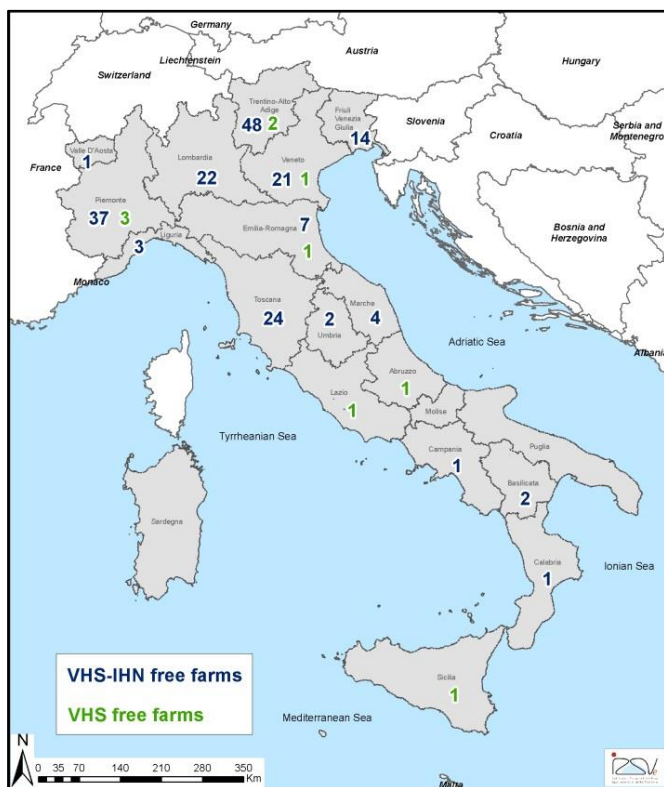 Germany
Austria
Liechtenstein
Switzerland
Hungary
Trentino-Alto
Adige
48 2
Friuli
Venezia
Giulia
14
Slovenia
Croatia
Serbia and
Montenegro
France
Valle D'Aosta
1
Lombardia
22
Veneto
21 1
Piemonte
37 3
Emilia-Romagna
7
1
Bosnia and
Herzegovina
Liguria
3
Monaco
Toscana
24
Marche
4
2
Umbria
Adriatic Sea
Albania
Abruzzo
1
Lazio
1
Molise
Tyrrheanian Sea
Campania
1
Puglia
Basilicata
2
Sardegna
Calabria
1
Ionian Sea
VHS-IHN free farms
VHS free farms
Sicilia
1
Mediterranean Sea
N
0 35 70 140 210 280 350
Km
Malta